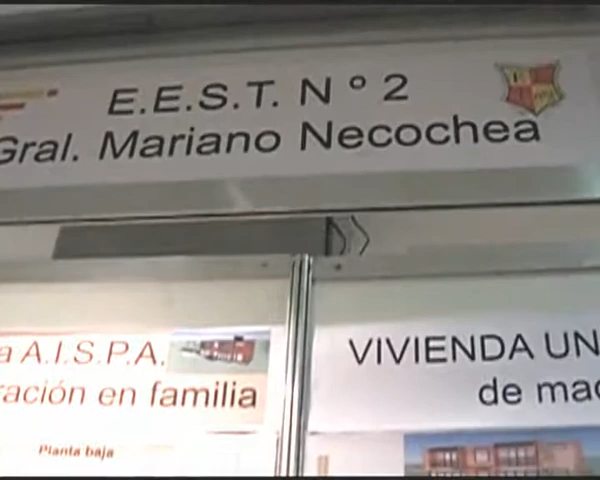 E.E.S.T. N º 2
Gral. Mariano Necochea
a A.I.S.P.A.
ración en familia
Planta baja
VIVIENDA UN
de mad